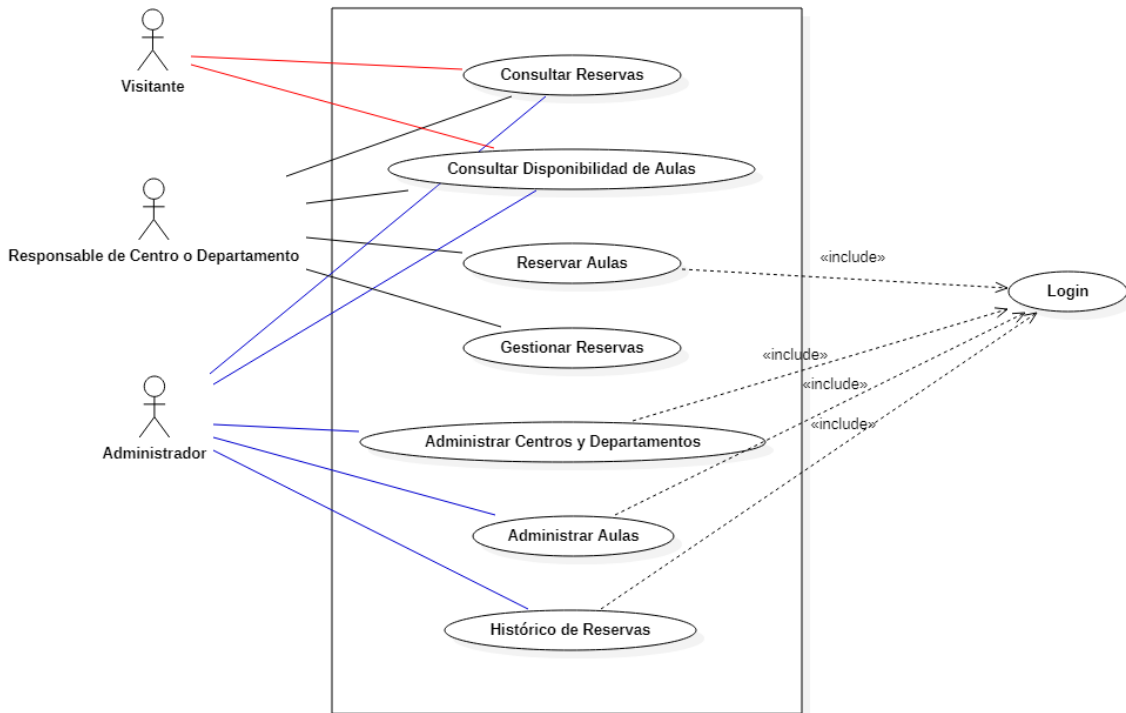 Visitante
Consultar Reservas
Consultar Disponibilidad de Aulas
Responsable de Centro o Departamento
Reservar Aulas
«include»
Login
Gestionar Reservas
«include»
«include»
Administrador
Administrar Centros y Departamentos
«include»
Administrar Aulas
Histórico de Reservas